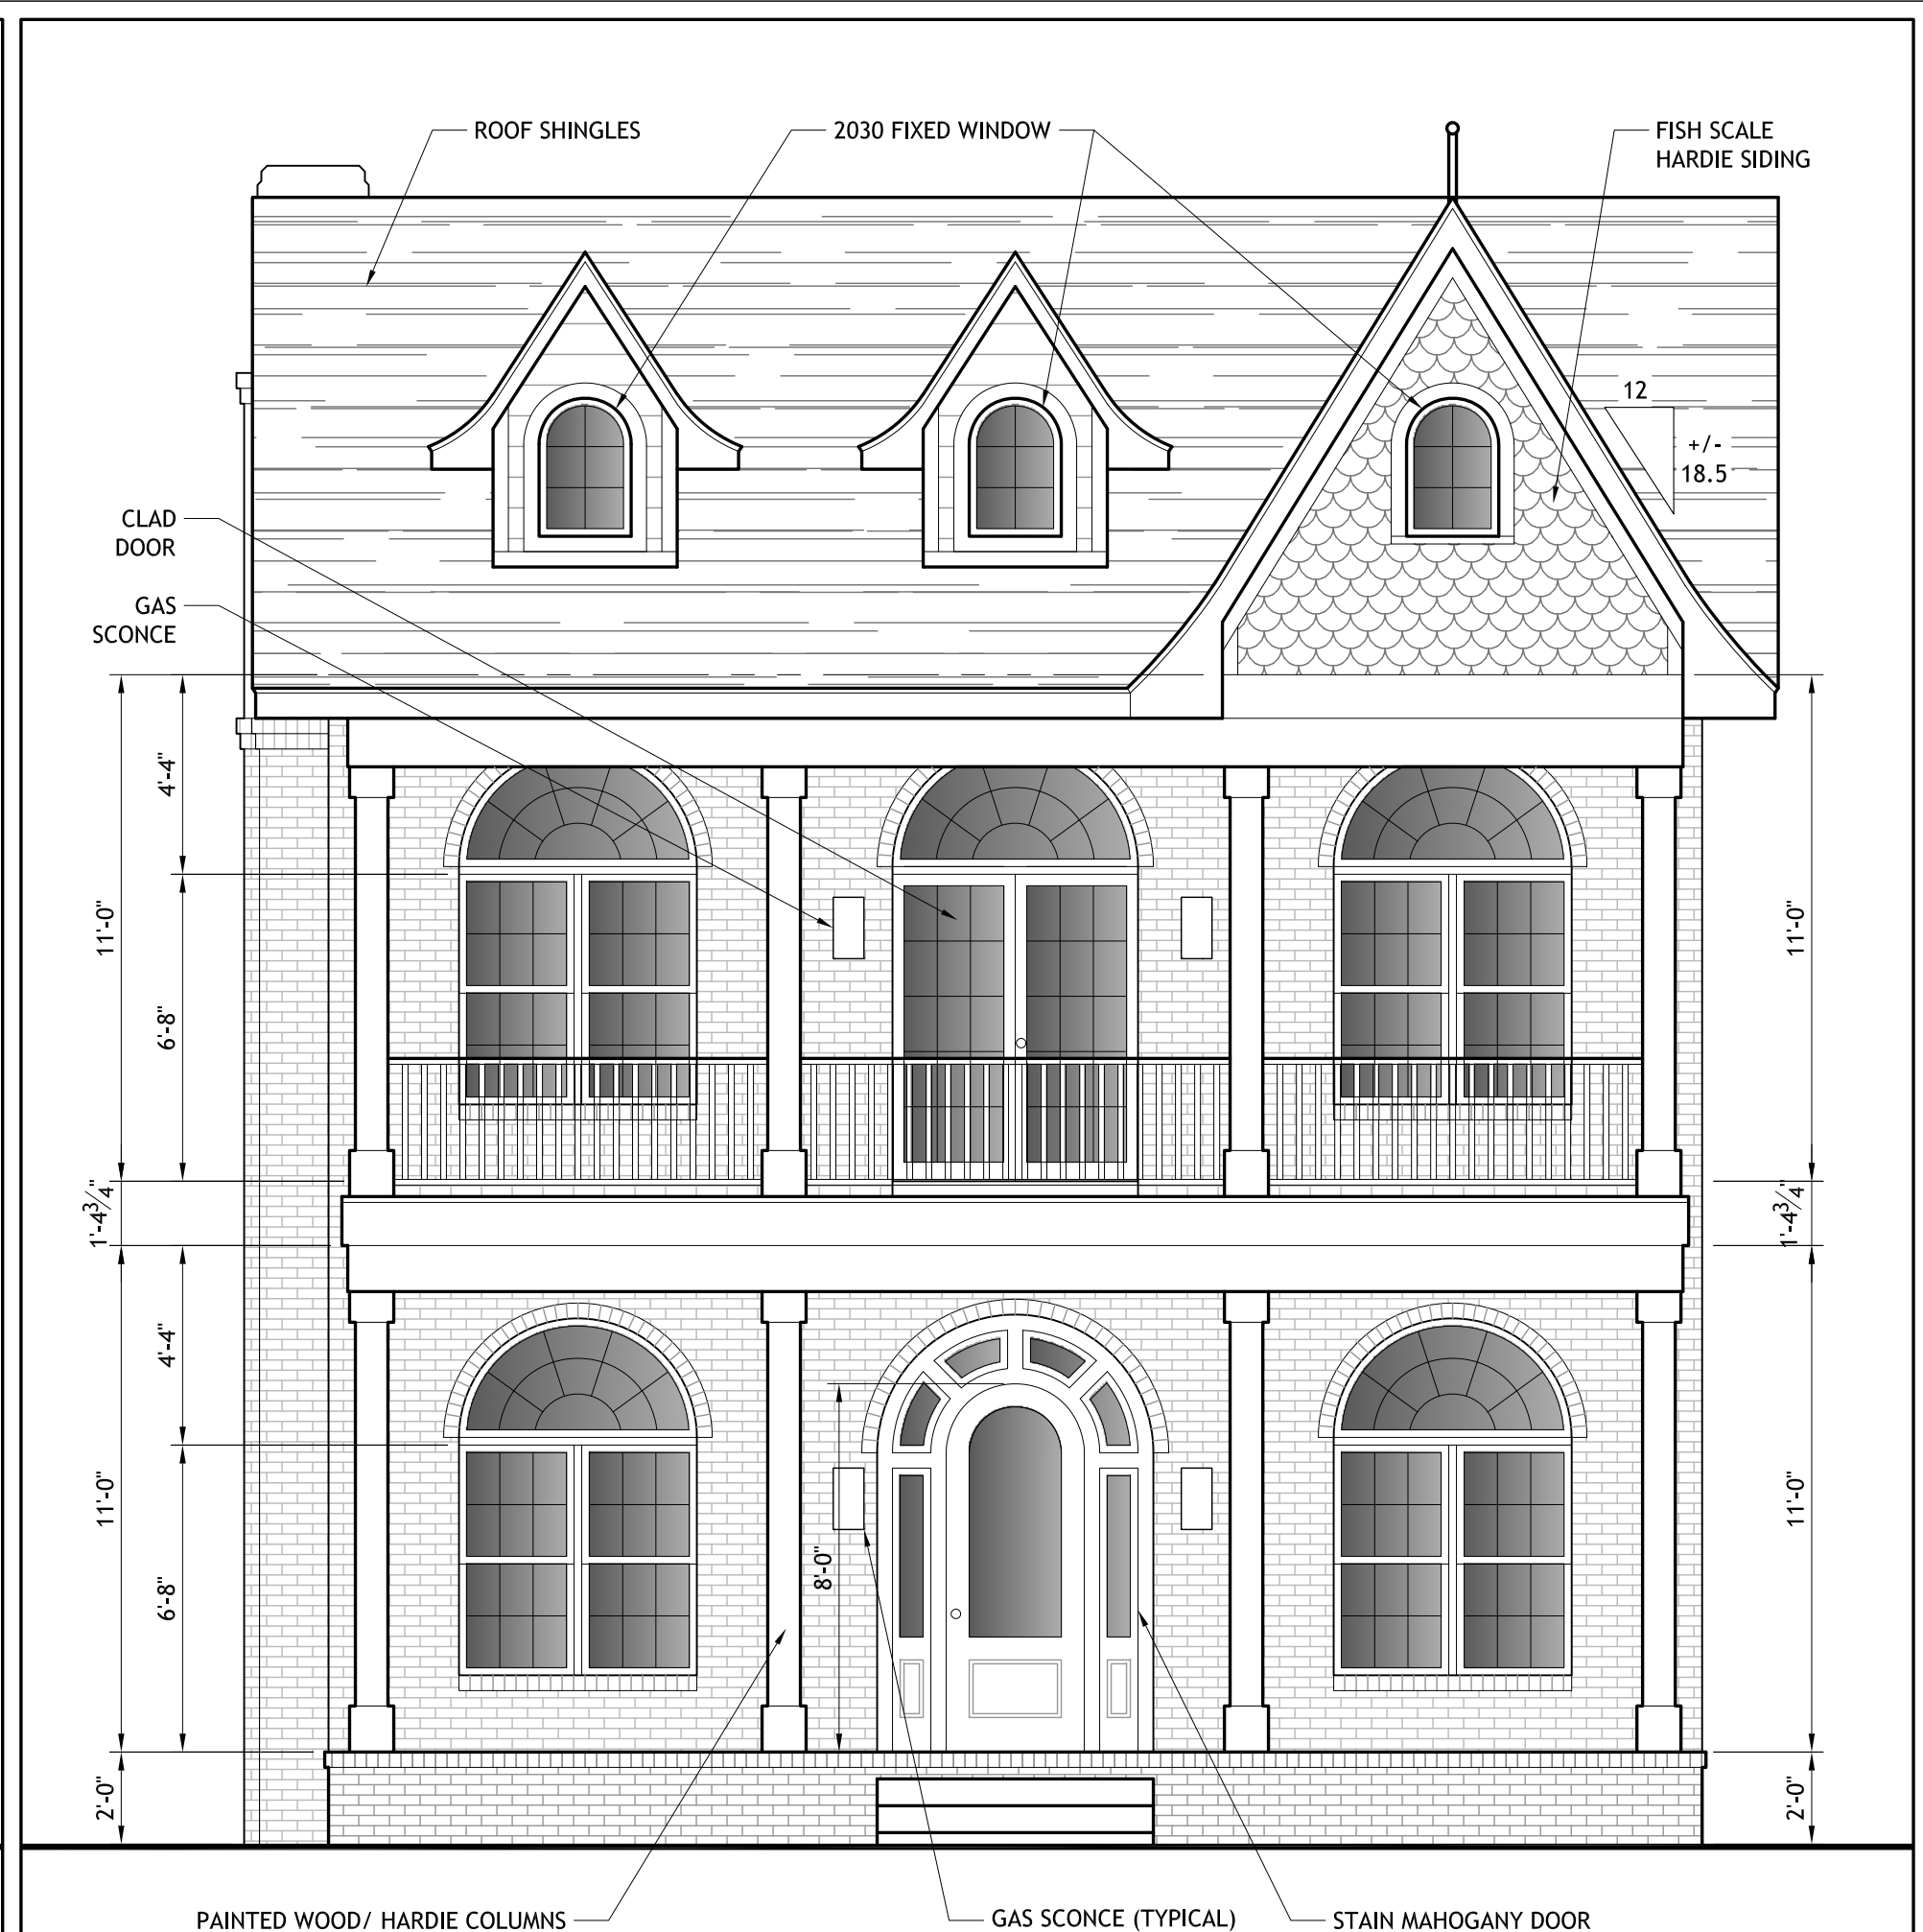 ROOF SHINGLES
2030 FIXED WINDOW
FISH SCALE
HARDIE SIDING
12
+/-
18.5
CLAD
DOOR
GAS
SCONCE
4'-4"
11'-0"
6'-8"
1'-4 3/4"
4'-4"
11'-0"
6'-8"
2'-0"
8'-0"
11'-0"
1'-4 3/4"
11'-0"
2'-0"
PAINTED WOOD/ HARDIE COLUMNS
GAS SCONCE (TYPICAL)
STAIN MAHOGANY DOOR